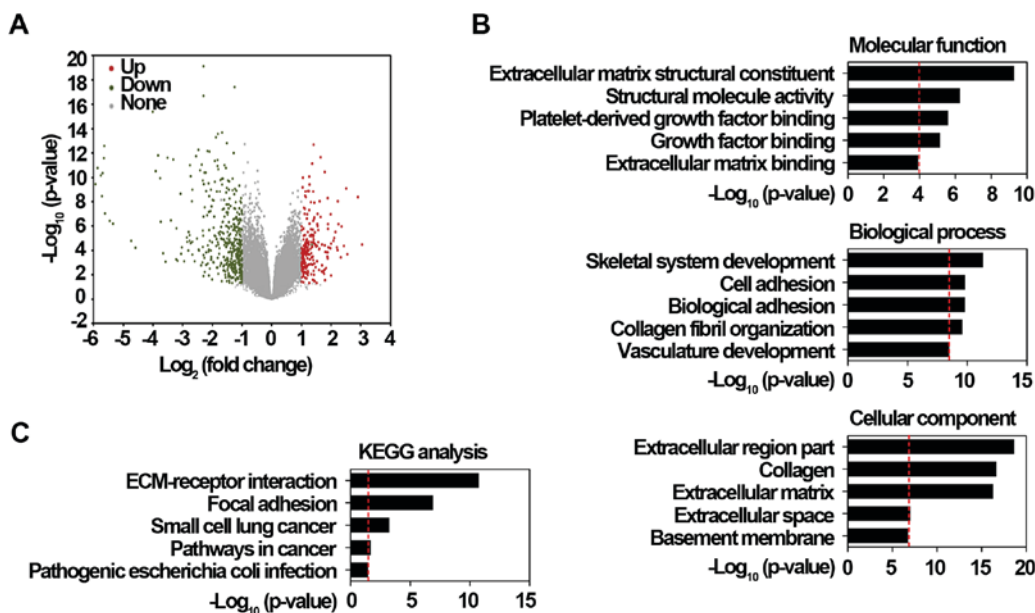 A
20
18
16
14
12
10
8
6
4
2
0
-2
-Log10 (p-value)
Up
Down
None
-6 -5 -4 -3 -2 -1 0 1 2 3 4
Log2 (fold change)
B
Molecular function
Extracellular matrix structural constituent
Structural molecule activity
Platelet-derived growth factor binding
Growth factor binding
Extracellular matrix binding
-Log10 (p-value) 0 2 4 6 8 10
Biological process
Skeletal system development
Cell adhesion
Biological adhesion
Collagen fibril organization
Vasculature development
-Log10 (p-value) 0 5 10 15
Cellular component
Extracellular region part
Collagen
Extracellular matrix
Extracellular space
Basement membrane
-Log10 (p-value) 0 5 10 15 20
C
KEGG analysis
ECM-receptor interaction
Focal adhesion
Small cell lung cancer
Pathways in cancer
Pathogenic escherichia coli infection
-Log10 (p-value) 0 5 10 15